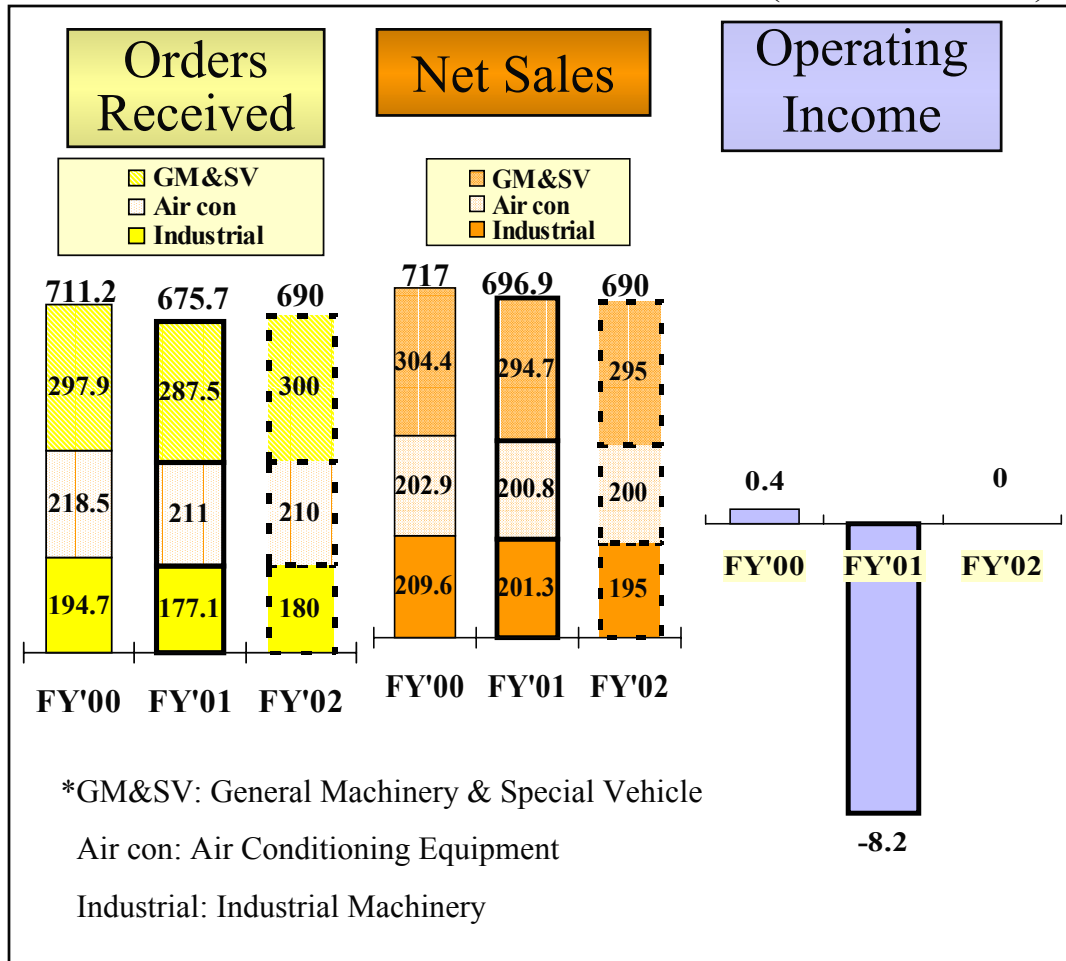 Orders
Received
GM&SV
Air con
Industrial
711.2
675.7
690
297.9
287.5
300
218.5
211
210
194.7
177.1
180
FY'00
FY'01
FY'02
Net Sales
GM&SV
Air con
Industrial
717
696.9
690
304.4
294.7
295
202.9
200.8
200
209.6
201.3
195
FY'00
FY'01
FY'02
Operating
Income
0.4
0
FY'00
FY'01
FY'02
-8.2
*GM&SV: General Machinery & Special Vehicle
Air con: Air Conditioning Equipment
Industrial: Industrial Machinery